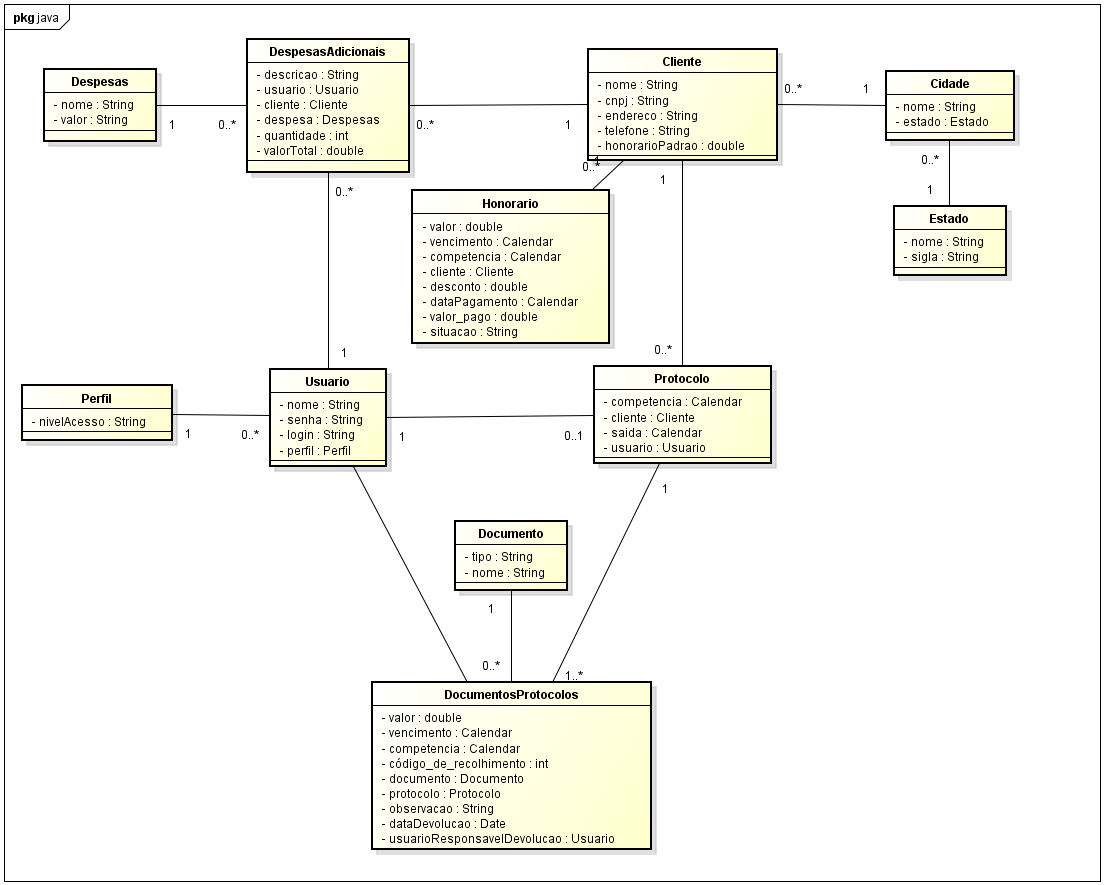 pkg java
Despesas
- nome : String
- valor : String
1
0..*
DespesasAdicionais
- descricao : String
- usuario : Usuario
- cliente : Cliente
- despesa : Despesas
- quantidade : int
- valorTotal : double
0..*
1
0..*
Cliente
- nome : String
- cnpj : String
- endereco : String
- telefone : String
- honorarioPadrao : double
0..*
1
Cidade
- nome : String
- estado : Estado
0..*
1
Estado
- nome : String
- sigla : String
0..*
1
1
Honorario
- valor : double
- vencimento : Calendar
- competencia : Calendar
- cliente : Cliente
- desconto : double
- dataPagamento : Calendar
- valor_pago : double
- situacao : String
0..*
1
Perfil
- nivelAcesso : String
1
0..*
Usuario
- nome : String
- senha : String
- login : String
- perfil : Perfil
1
0..1
Protocolo
- competencia : Calendar
- cliente : Cliente
- saida : Calendar
- usuario : Usuario
1
Documento
- tipo : String
- nome : String
1
0..*
1..*
DocumentosProtocolos
- valor : double
- vencimento : Calendar
- competencia : Calendar
- código_de_recolhimento : int
- documento : Documento
- protocolo : Protocolo
- observacao : String
- dataDevolucao : Date
- usuarioResponsavelDevolucao : Usuario